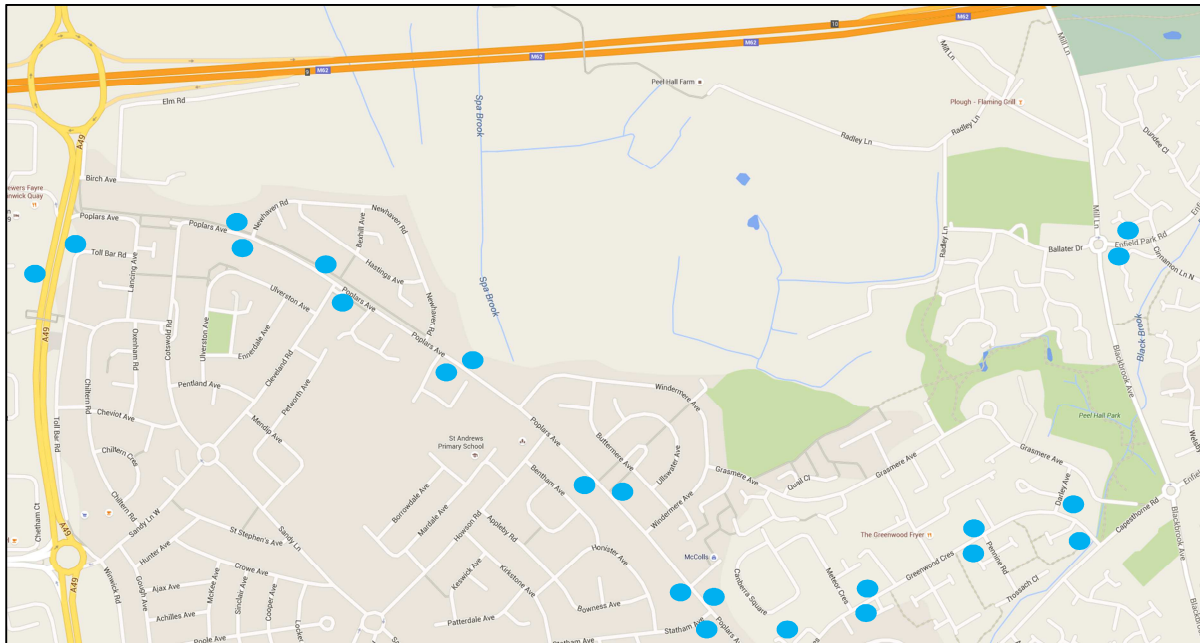 10
M62
M62
M62
9
Elm Rd
A49
Birch Ave
Peel Hall Farm
Spa Brook
Mill Ln
Mill Ln
Plough - Flaming Grill
Radley Ln
Radley Ln
Dundee Cl
Poplars Ave
Poplars Ave
Newhaven Rd
Newhaven Rd
Bexhill Ave
Toll Bar Rd
Lancing Ave
Hastings Ave
Mill Ln
Radley Ln
Ballater Dr
Enfield Park Rd
Cinnamon Ln N
Ulverston Ave
Poplars Ave
Newhaven Rd
Spa Brook
A49
Oxenham Rd
Cotswold Rd
Ulverston Ave
Ennerdale Ave
Cleveland Rd
Poplars Ave
Black Brook
Blackbrook Ave
Pentland Ave
Petworth Ave
Chiltern Rd
Windermere Ave
Toll Bar Rd
Cheviot Ave
Mendip Ave
Poplars Ave
Buttermere Ave
Peel Hall Park
St Andrews
Primary School
Ullswater Ave
Chiltern Cres
Bentham Ave
Grasmere Ave
Quail Ct
Grasmere Ave
Grasmere Ave
Darley Ave
Chiltern Rd
Sandy Ln W
Borrowdale Ave
Mardale Ave
Howson Rd
Appleby Rd
Windermere Ave
Capesthorne Rd
Chetham Ct
St Stephen's Ave
Sandy Ln
The Greenwood Fryer
Blackbrook Ave
A49
Hunter Ave
Honister Ave
McColls
Pennine Rd
Greenwood Cres
Winwick Rd
Gough Ave
Crowe Ave
Keswick Ave
Kirkstone Ave
Canberra Square
Meteor Cres
Trossach Cl
Ajax Ave
McKee Ave
Sinclair Ave
Cooper Ave
Achilles Ave
Bowness Ave
Patterdale Ave
Statham Ave
Poole Ave
Statham Ave